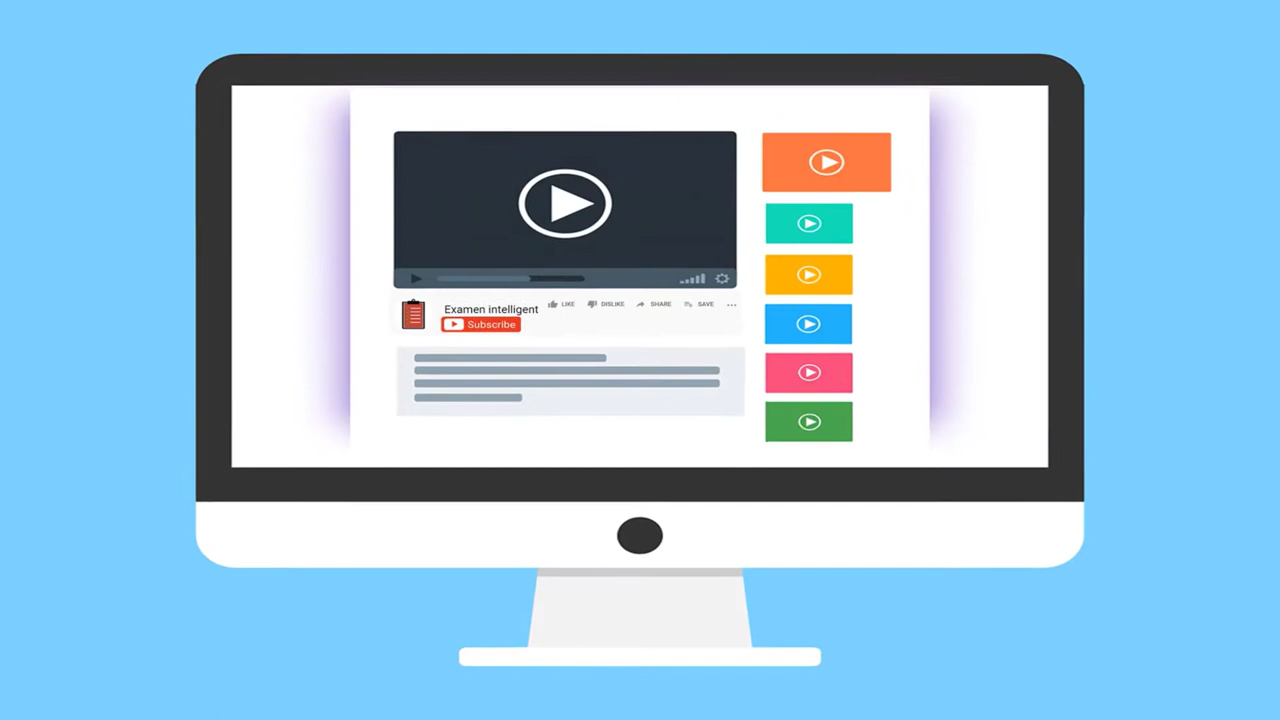 Examen intelligent
LIKE
DISLIKE
SHARE
SAVE
Subscribe